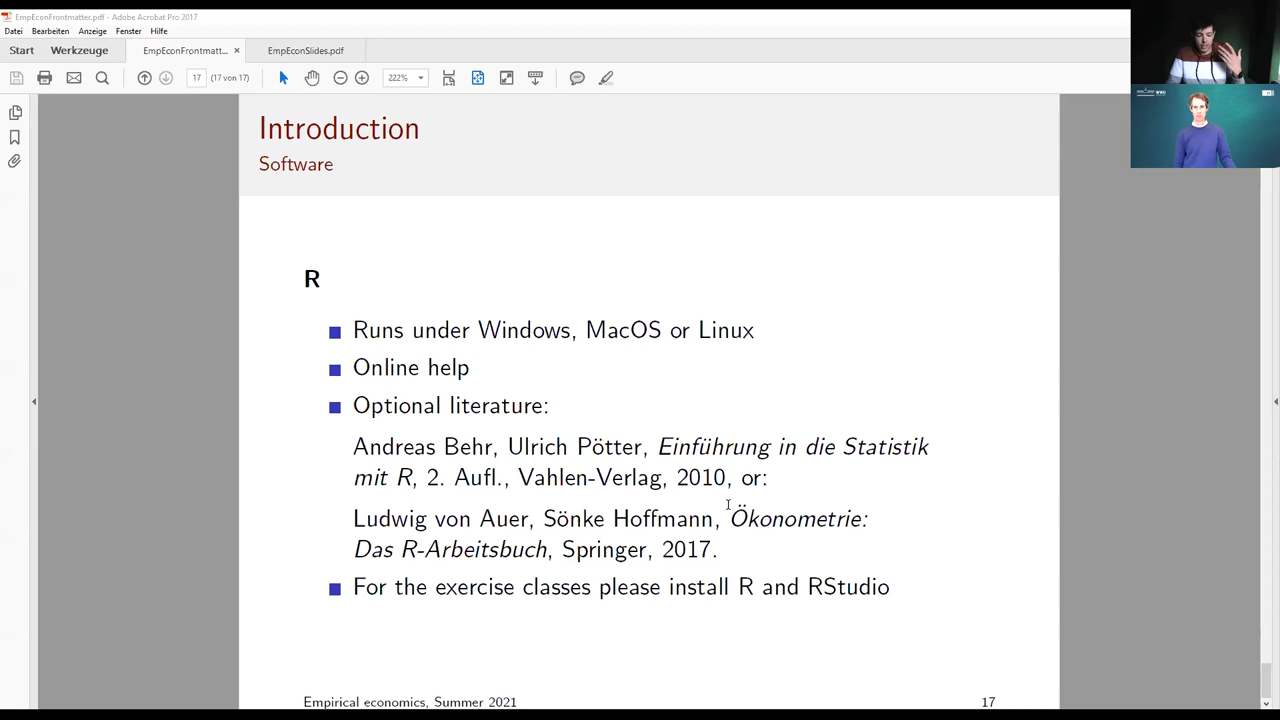 EmpEconFrontmatter.pdf - Adobe Acrobat Pro 2017
Datei Bearbeiten Anzeige Fenster Hilfe
Start Werkzeuge EmpEconFrontmatt... × EmpEconSlides.pdf
17 (17 von 17) 222%
Introduction
Software
R
Runs under Windows, MacOS or Linux
Online help
Optional literature:
Andreas Behr, Ulrich Pötter, Einführung in die Statistik
mit R, 2. Aufl., Vahlen-Verlag, 2010, or:
Ludwig von Auer, Sönke Hoffmann, Ökonometrie:
Das R-Arbeitsbuch, Springer, 2017.
For the exercise classes please install R and RStudio
Empirical economics, Summer 2021 17